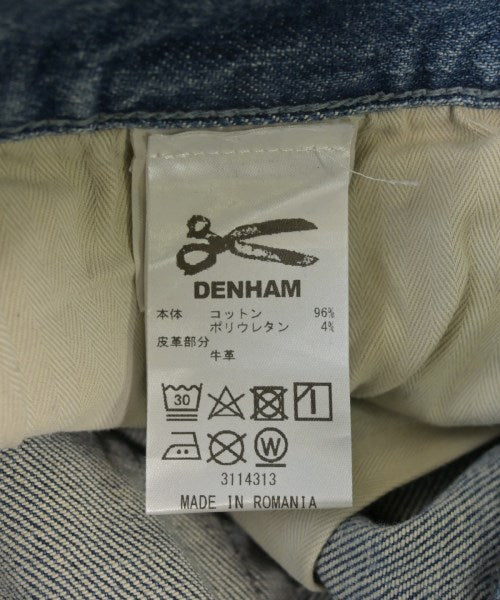 DENHAM
本体 コットン 96%
ポリウレタン 4%
皮革部分
牛革
30
W
3114313
MADE IN ROMANIA